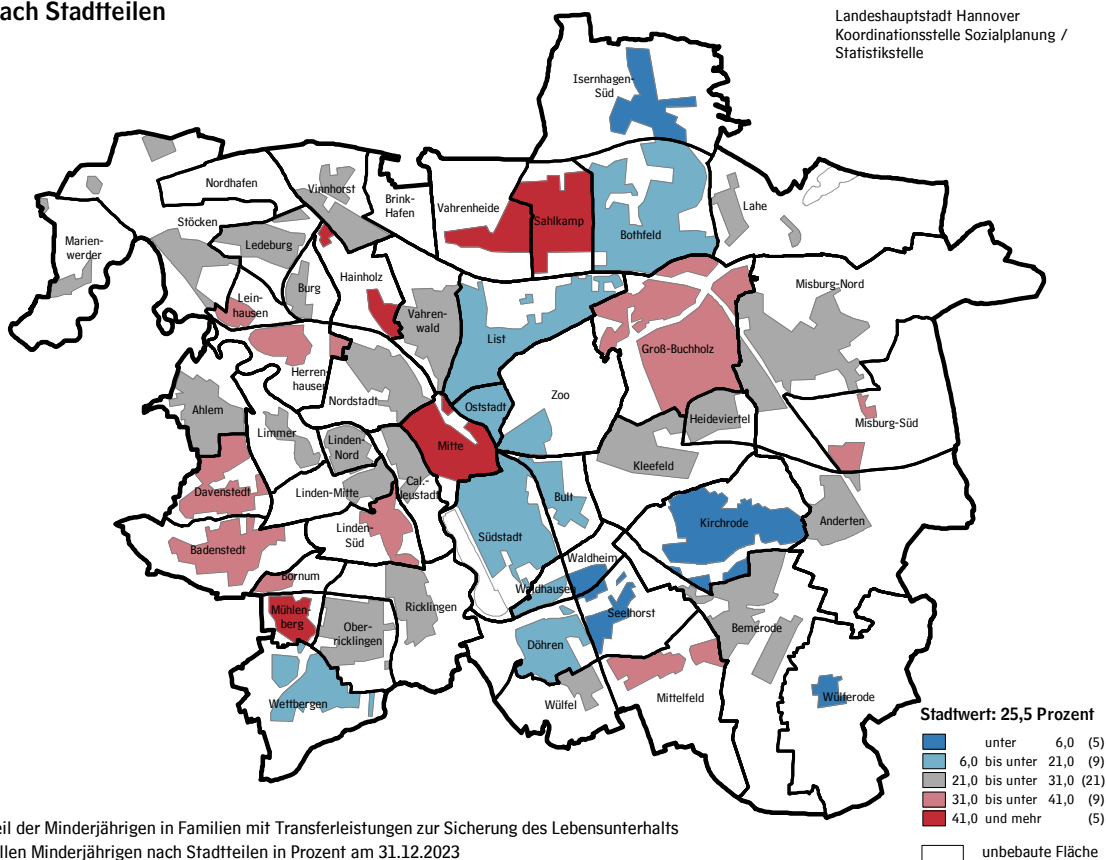 ach Stadtteilen
Landeshauptstadt Hannover
Koordinationsstelle Sozialplanung /
Statistikstelle
Isernhagen-
Süd
Nordhafen
Vinnhorst
Brink-
Hafen
Vahrenheide
Sahlkamp
Bothfeld
Lahe
Stöcken
Marien-
werder
Ledeburg
Burg
Hainholz
Lein-
hausen
Vahren-
wald
List
Misburg-Nord
Groß-Buchholz
Herren-
hausen
Nordstadt
Zoo
Oststadt
Ahlem
Limmer
Linden-
Nord
Mitte
Heideviertel
Misburg-Süd
Kleefeld
Davenstedt
Linden-Mitte
Cal.-
Neustadt
Bult
Kirchrode
Anderten
Badenstedt
Linden-
Süd
Südstadt
Waldheim
Bornum
Waldhausen
Mühlen-
berg
Ober-
ricklingen
Ricklingen
Seelhorst
Bemerode
Döhren
Wettbergen
Wülfel
Mittelfeld
Wülferode
Stadtwert: 25,5 Prozent
unter 6,0 (5)
6,0 bis unter 21,0 (9)
21,0 bis unter 31,0 (21)
31,0 bis unter 41,0 (9)
41,0 und mehr (5)
unbebaute Fläche
eil der Minderjährigen in Familien mit Transferleistungen zur Sicherung des Lebensunterhalts
llen Minderjährigen nach Stadtteilen in Prozent am 31.12.2023